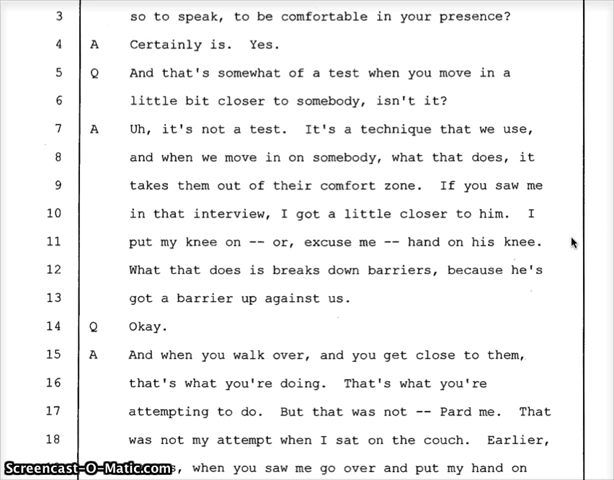 3 so to speak, to be comfortable in your presence?
4 A Certainly is. Yes.
5 Q And that's somewhat of a test when you move in a
6 little bit closer to somebody, isn't it?
7 A Uh, it's not a test. It's a technique that we use,
8 and when we move in on somebody, what that does, it
9 takes them out of their comfort zone. If you saw me
10 in that interview, I got a little closer to him. I
11 put my knee on -- or, excuse me -- hand on his knee.
12 What that does is breaks down barriers, because he's
13 got a barrier up against us.
14 Q Okay.
15 A And when you walk over, and you get close to them,
16 that's what you're doing. That's what you're
17 attempting to do. But that was not -- Pard me. That
18 was not my attempt when I sat on the couch. Earlier,
when you saw me go over and put my hand on
Screencast-O-Matic.com